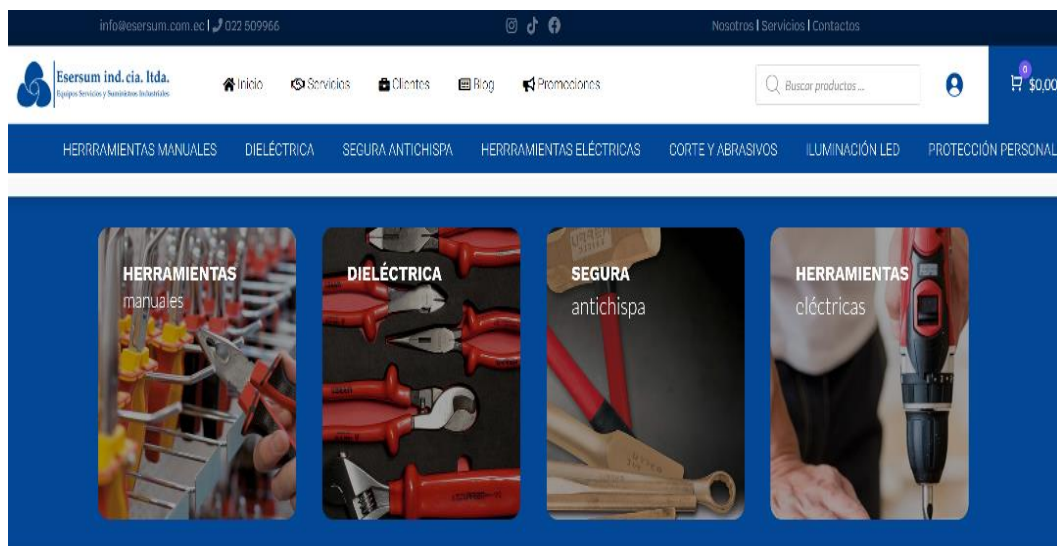 info@esersum.com.ec | 022 509966
Nosotros | Servicios | Contactos
Esersum ind. cia. ltda.
Equipos Servicios y Suministros Industriales
Inicio Servicios Clientes Blog Promociones
Buscar productos ...
0
$0,00
HERRRAMIENTAS MANUALES DIELÉCTRICA SEGURA ANTICHISPA HERRRAMIENTAS ELÉCTRICAS CORTE Y ABRASIVOS ILUMINACIÓN LED PROTECCIÓN PERSONAL
HERRAMIENTAS
manuales
DIELÉCTRICA
SEGURA
antichispa
HERRAMIENTAS
eléctricas